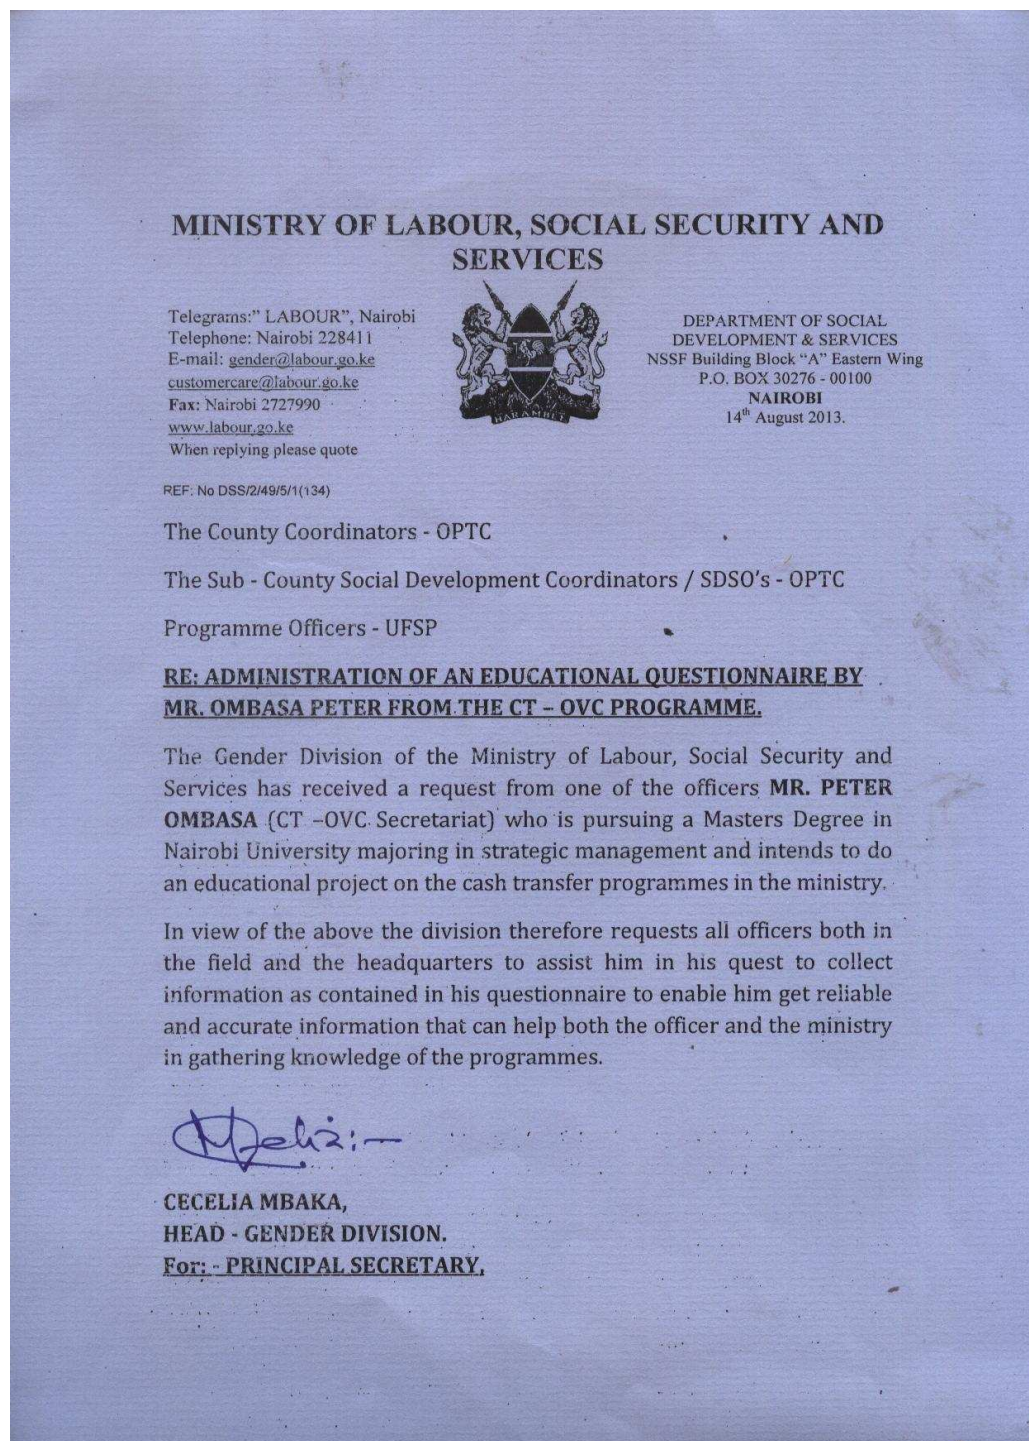 MINISTRY OF LABOUR, SOCIAL SECURITY AND
SERVICES
Telegrams:” LABOUR”, Nairobi
Telephone: Nairobi 228411
E-mail: gender@labour.go.ke
customercare@labour.go.ke
Fax: Nairobi 2727990
www.labour.go.ke
When replying please quote
HARAMBEE
DEPARTMENT OF SOCIAL
DEVELOPMENT & SERVICES
NSSF Building Block “A” Eastern Wing
P.O. BOX 30276 - 00100
NAIROBI
14th August 2013.
REF: No DSS/2/49/5/1(134)
The County Coordinators - OPTC
The Sub - County Social Development Coordinators / SDSO's - OPTC
Programme Officers - UFSP
RE: ADMINISTRATION OF AN EDUCATIONAL QUESTIONNAIRE BY
MR. OMBASA PETER FROM THE CT – OVC PROGRAMME.
The Gender Division of the Ministry of Labour, Social Security and
Services has received a request from one of the officers MR. PETER
OMBASA (CT –OVC Secretariat) who is pursuing a Masters Degree in
Nairobi University majoring in strategic management and intends to do
an educational project on the cash transfer programmes in the ministry.
In view of the above the division therefore requests all officers both in
the field and the headquarters to assist him in his quest to collect
information as contained in his questionnaire to enable him get reliable
and accurate information that can help both the officer and the ministry
in gathering knowledge of the programmes.
CECELIA MBAKA,
HEAD - GENDER DIVISION.
For: - PRINCIPAL SECRETARY,